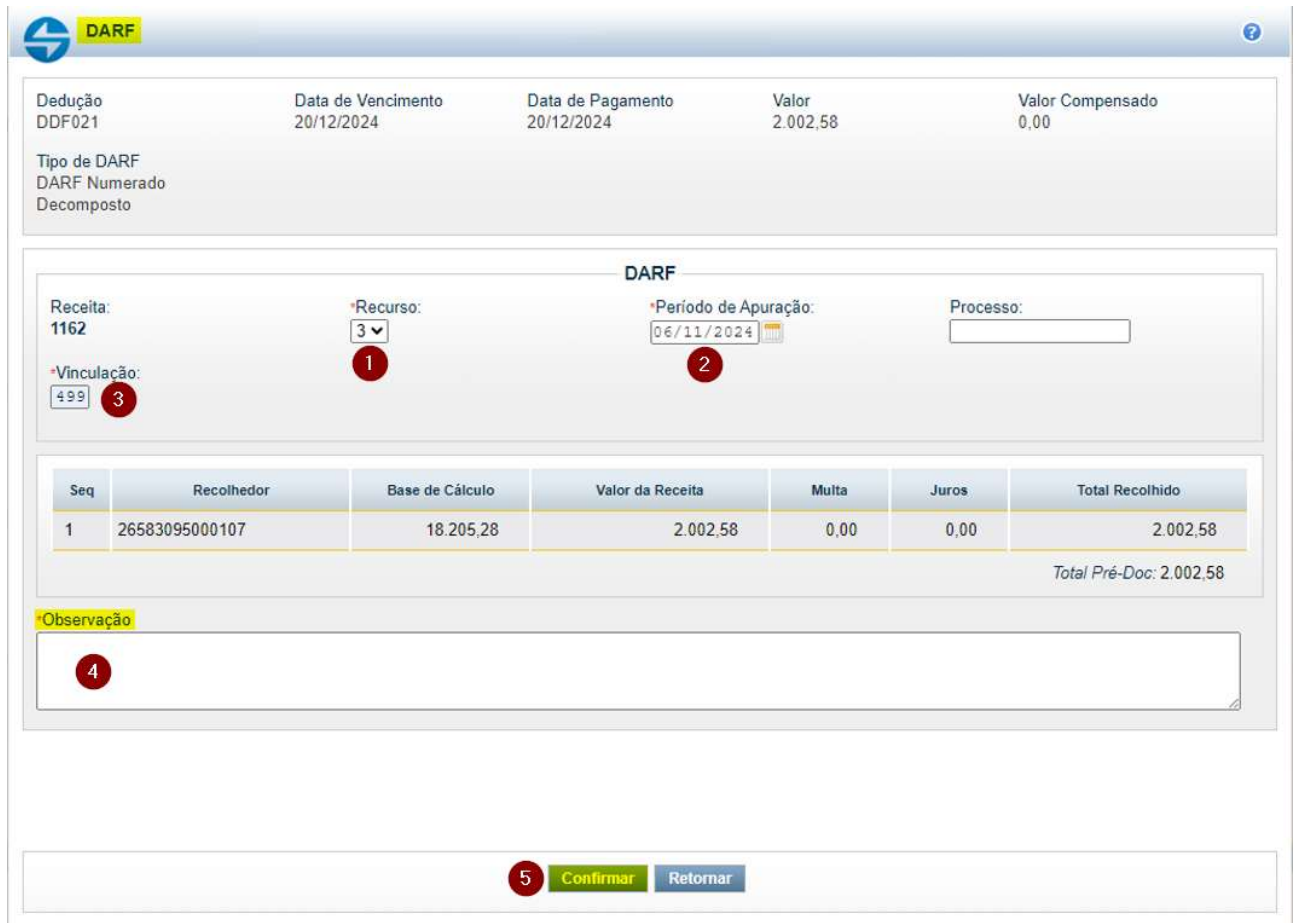 DARF
Dedução Data de Vencimento Data de Pagamento Valor Valor Compensado
DDF021 20/12/2024 20/12/2024 2.002,58 0,00
Tipo de DARF
DARF Numerado
Decomposto
DARF
Receita: *Recurso: *Período de Apuração: Processo:
1162 3 06/11/2024
1 2
*Vinculação:
499 3
Seq Recolhedor Base de Cálculo Valor da Receita Multa Juros Total Recolhido
1 26583095000107 18.205,28 2.002,58 0,00 0,00 2.002,58
Total Pré-Doc: 2.002,58
*Observação
4
5 Confirmar Retornar